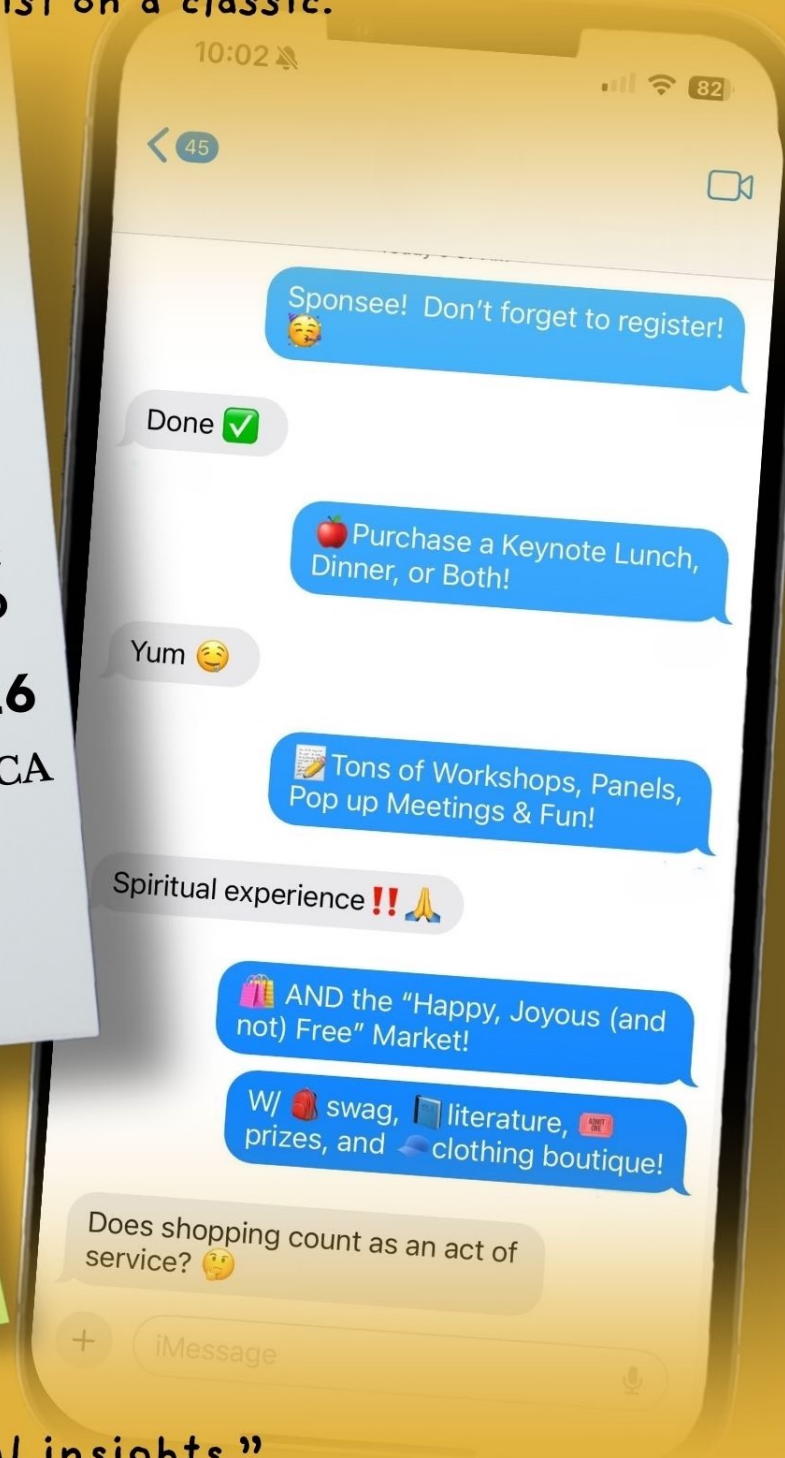 on a classic.
10:02
82
45
Sponsee! Don't forget to register!
🥳
Done ✅
🍎Purchase a Keynote Lunch,
Dinner, or Both!
Yum 🤤
6
CA
📝Tons of Workshops, Panels,
Pop up Meetings & Fun!
Spiritual experience‼️🙏
🛍️ AND the "Happy, Joyous (and
not) Free" Market!
W/ 🎒 swag, 📘literature, 🎟️
prizes, and 🧢clothing boutique!
Does shopping count as an act of
service? 🤔
+ iMessage
insights."